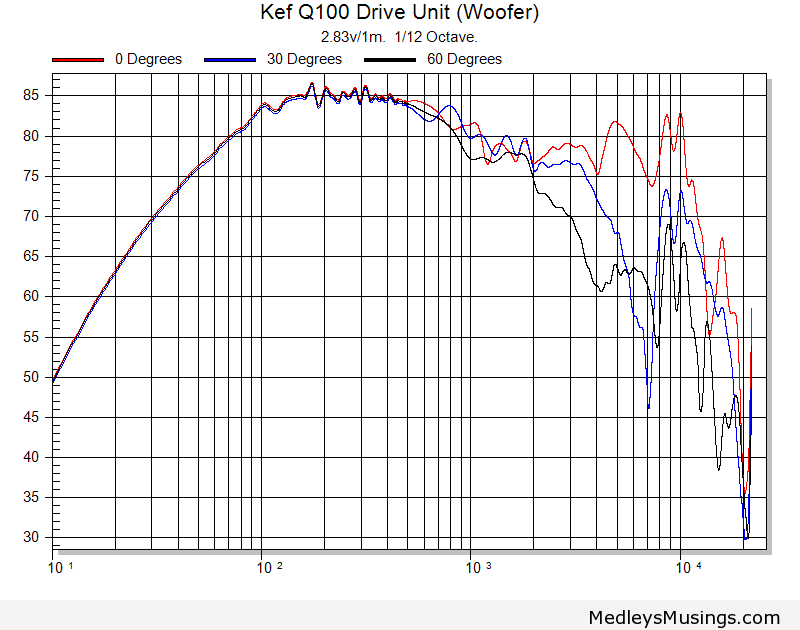 Kef Q100 Drive Unit (Woofer)
2.83v/1m. 1/12 Octave.
0 Degrees 30 Degrees 60 Degrees
85
80
75
70
65
60
55
50
45
40
35
30
10 1 10 2 10 3 10 4
MedleysMusings.com